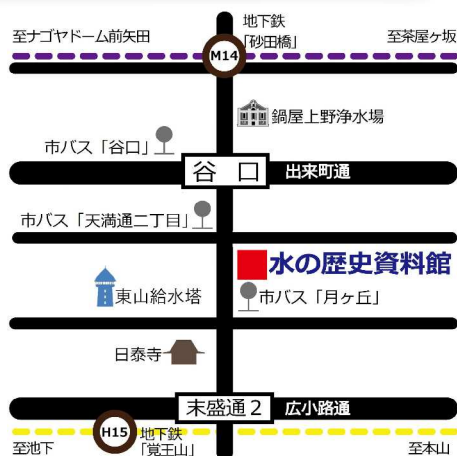 地下鉄
「砂田橋」
至ナゴヤドーム前矢田
至茶屋ヶ坂
M14
鍋屋上野浄水場
市バス「谷口」
谷口
出来町通
市バス「天満通二丁目」
水の歴史資料館
東山給水塔
市バス「月ヶ丘」
日泰寺
末盛通2
広小路通
H15
地下鉄
「覚王山」
至池下
至本山